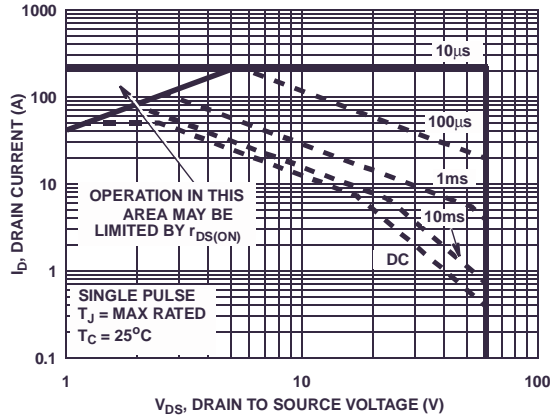 1000
10μs
100
100μs
1ms
10
10ms
OPERATION IN THIS
AREA MAY BE
LIMITED BY rDS(ON)
DC
1
SINGLE PULSE
TJ = MAX RATED
TC = 25°C
0.1
1
10
100
ID, DRAIN CURRENT (A)
VDS, DRAIN TO SOURCE VOLTAGE (V)